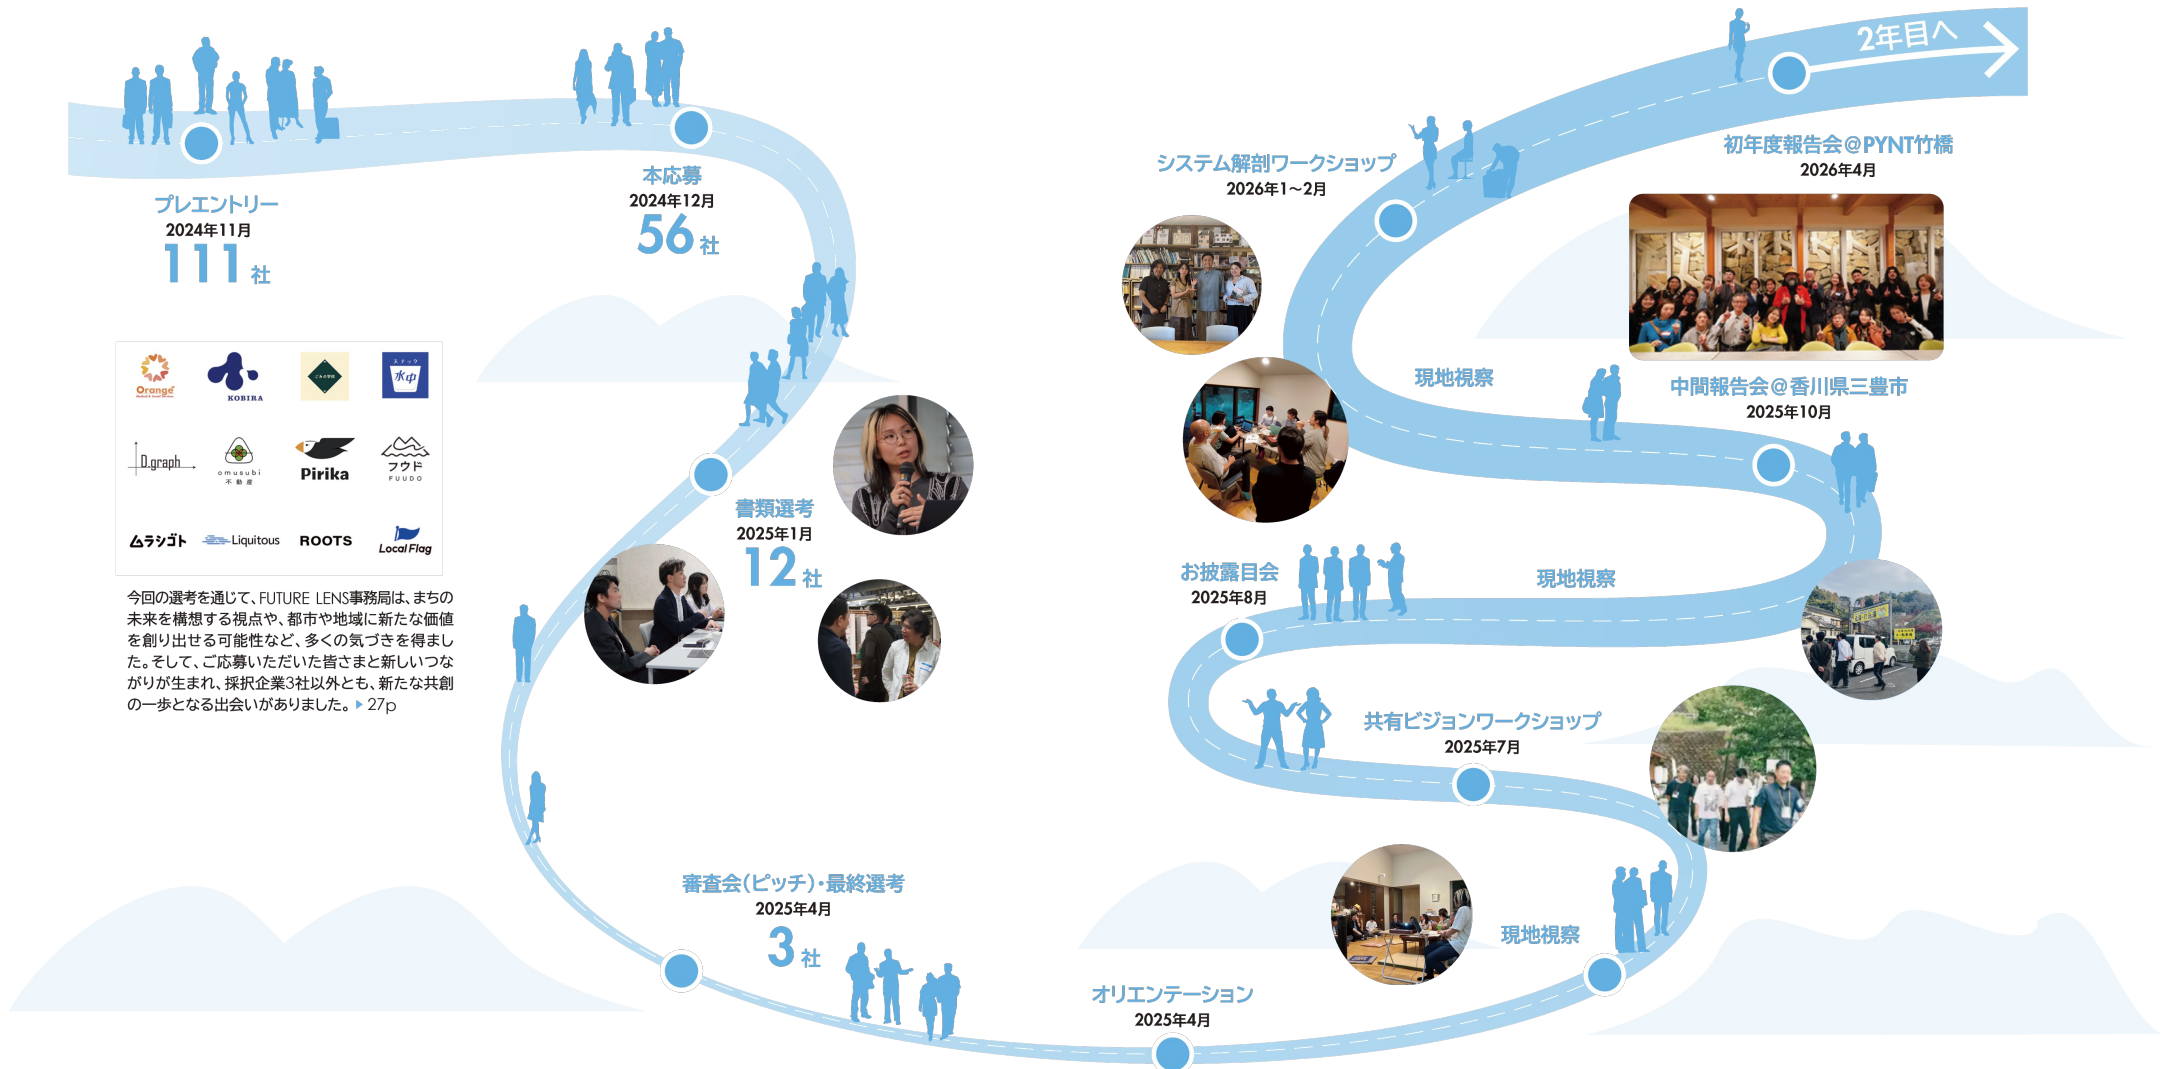 プレエントリー
2024年11月
111社
本応募
2024年12月
56社
Orange
Medical & Social Services
KOBIRA
ごみの学校
スナック
水中
D.graph
omusubi
不動産
Pirika
フウド
FUUDO
ムラシゴト
Liquitous
ROOTS
Local Flag
今回の選考を通じて、FUTURE LENS事務局は、まちの
未来を構想する視点や、都市や地域に新たな価値
を創り出せる可能性など、多くの気づきを得まし
た。そして、ご応募いただいた皆さまと新しいつな
がりが生まれ、採択企業3社以外とも、新たな共創
の一歩となる出会いがありました。▶27p
書類選考
2025年1月
12社
審査会(ピッチ)・最終選考
2025年4月
3社
オリエンテーション
2025年4月
現地視察
共有ビジョンワークショップ
2025年7月
お披露目会
2025年8月
現地視察
中間報告会@香川県三豊市
2025年10月
現地視察
システム解剖ワークショップ
2026年1~2月
初年度報告会@PYNT竹橋
2026年4月
2年目へ